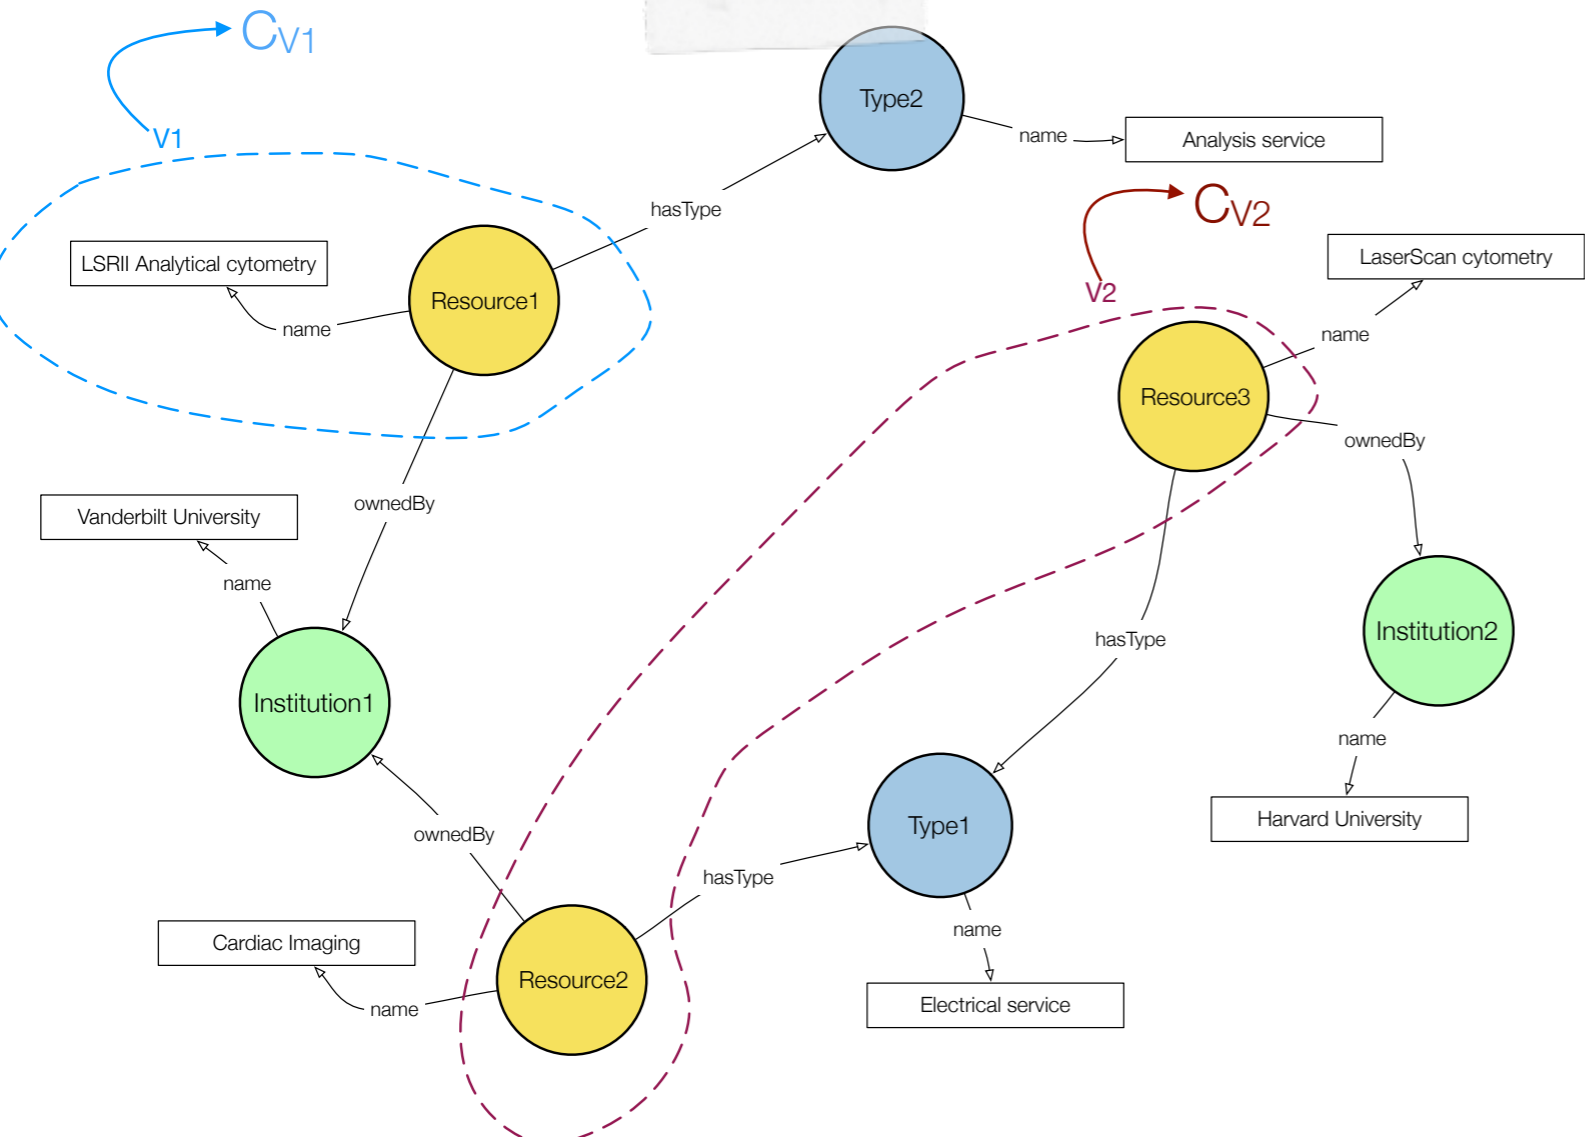 CV1
V1
Type2
name
Analysis service
hasType
CV2
V2
LSRII Analytical cytometry
Resource1
name
LaserScan cytometry
name
Resource3
ownedBy
ownedBy
Vanderbilt University
name
hasType
Institution2
Institution1
name
Harvard University
Type1
ownedBy
hasType
name
Cardiac Imaging
Resource2
name
Electrical service